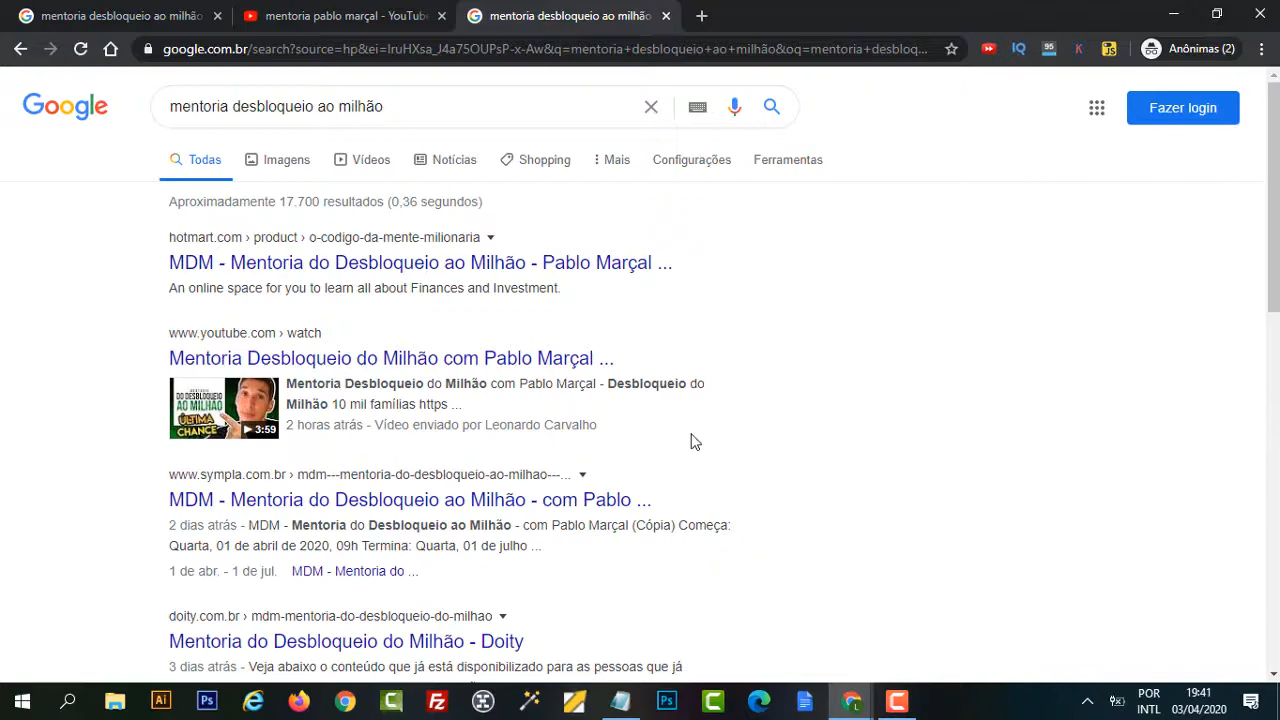 mentoria desbloqueio ao milhão
mentoria pablo marçal - YouTube
mentoria desbloqueio ao milhão
google.com.br/search?source=hp&ei=IruHXsa_J4a75OUPsP-x-Aw&q=mentoria+desbloqueio+ao+milhão&oq=mentoria+desbloq...
IQ
95
K
JS
Anônimas (2)
Google
mentoria desbloqueio ao milhão
Fazer login
Todas
Imagens
Vídeos
Notícias
Shopping
Mais
Configurações
Ferramentas
Aproximadamente 17.700 resultados (0,36 segundos)
hotmart.com › product › o-codigo-da-mente-milionaria
MDM - Mentoria do Desbloqueio ao Milhão - Pablo Marçal ...
An online space for you to learn all about Finances and Investment.
www.youtube.com › watch
Mentoria Desbloqueio do Milhão com Pablo Marçal ...
DO DESBLOQUEIO
AO MILHÃO
ÚLTIMA
CHANCE
3:59
Mentoria Desbloqueio do Milhão com Pablo Marçal - Desbloqueio do
Milhão 10 mil famílias https ...
2 horas atrás - Vídeo enviado por Leonardo Carvalho
www.sympla.com.br › mdm---mentoria-do-desbloqueio-ao-milhao---...
MDM - Mentoria do Desbloqueio ao Milhão - com Pablo ...
2 dias atrás - MDM - Mentoria do Desbloqueio ao Milhão - com Pablo Marçal (Cópia) Começa:
Quarta, 01 de abril de 2020, 09h Termina: Quarta, 01 de julho ...
1 de abr. - 1 de jul.
MDM - Mentoria do ...
doity.com.br › mdm-mentoria-do-desbloqueio-do-milhao
Mentoria do Desbloqueio do Milhão - Doity
3 dias atrás - Veja abaixo o conteúdo que já está disponibilizado para as pessoas que já
Ai
Ps
Ps
POR
INTL
19:41
03/04/2020